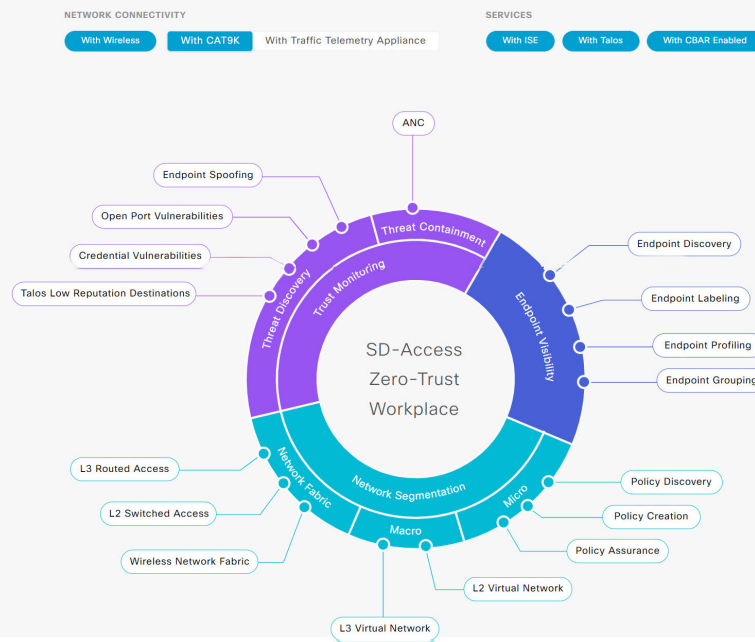 NETWORK CONNECTIVITY
SERVICES
With Wireless
With CAT9K
With Traffic Telemetry Appliance
With ISE
With Talos
With CBAR Enabled
ANC
Endpoint Spoofing
Open Port Vulnerabilities
Credential Vulnerabilities
Talos Low Reputation Destinations
Threat Containment
Trust Monitoring
Threat Discovery
Endpoint Visibility
Endpoint Discovery
Endpoint Labeling
Endpoint Profiling
Endpoint Grouping
SD-Access
Zero-Trust
Workplace
L3 Routed Access
L2 Switched Access
Wireless Network Fabric
Network Fabric
Network Segmentation
Macro
Micro
Policy Discovery
Policy Creation
Policy Assurance
L2 Virtual Network
L3 Virtual Network